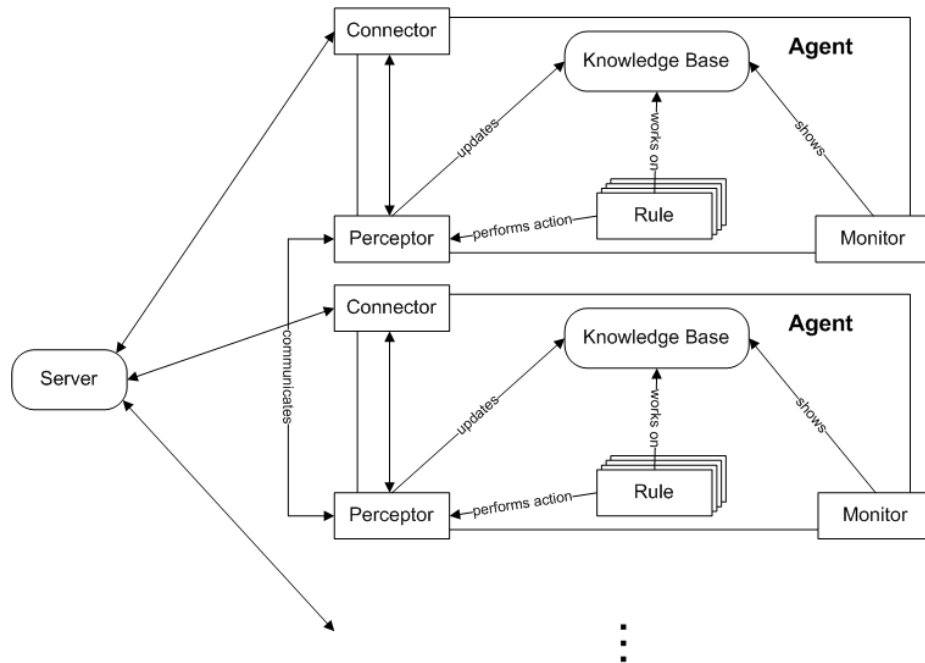 Connector
Agent
Knowledge Base
updates
works on
shows
Rule
performs action
Perceptor
Monitor
Connector
Agent
Knowledge Base
communicates
Server
updates
works on
shows
Rule
performs action
Perceptor
Monitor